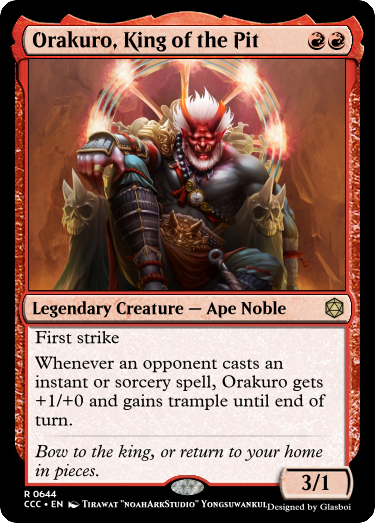 Orakuro, King of the Pit
Legendary Creature — Ape Noble
First strike
Whenever an opponent casts an
instant or sorcery spell, Orakuro gets
+1/+0 and gains trample until end of
turn.
Bow to the king, or return to your home
in pieces.
3/1
R 0644
CCC • EN Tirawat "noahArkStudio" Yongsuwankul
Designed by Glasboi